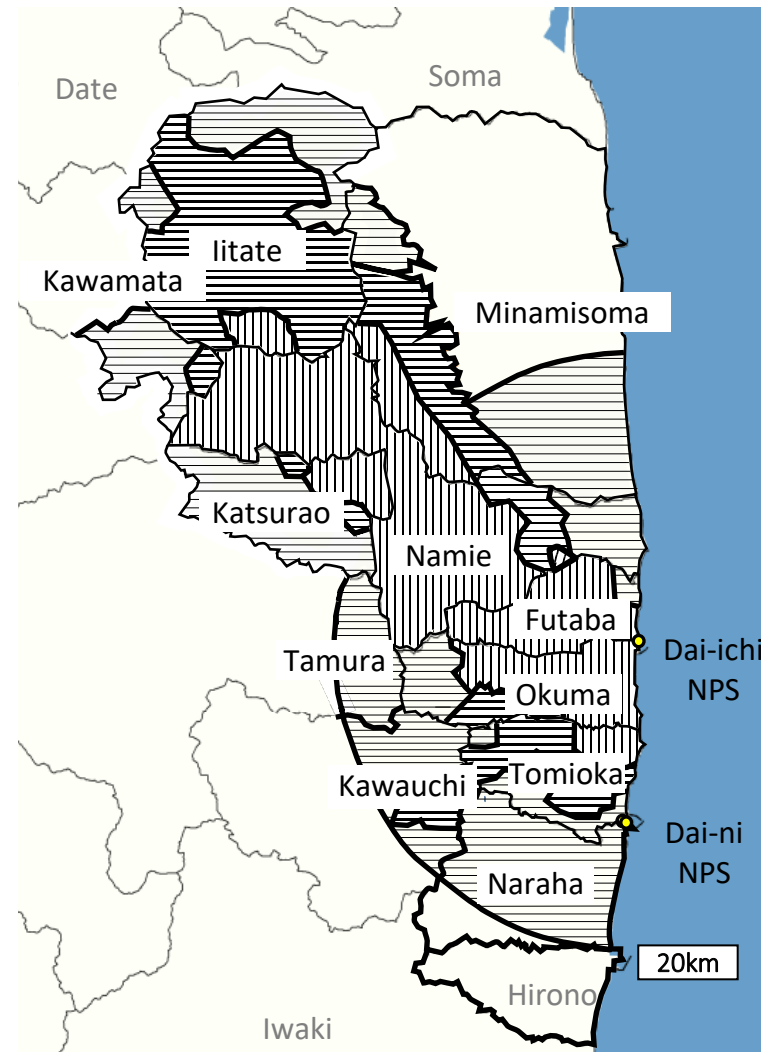 Soma
Date
Iitate
Kawamata
Minamisoma
Katsurao
Namie
Futaba
Tamura
Dai-ichi
NPS
Okuma
Kawauchi
Tomioka
Dai-ni
NPS
Naraha
20km
Hirono
Iwaki